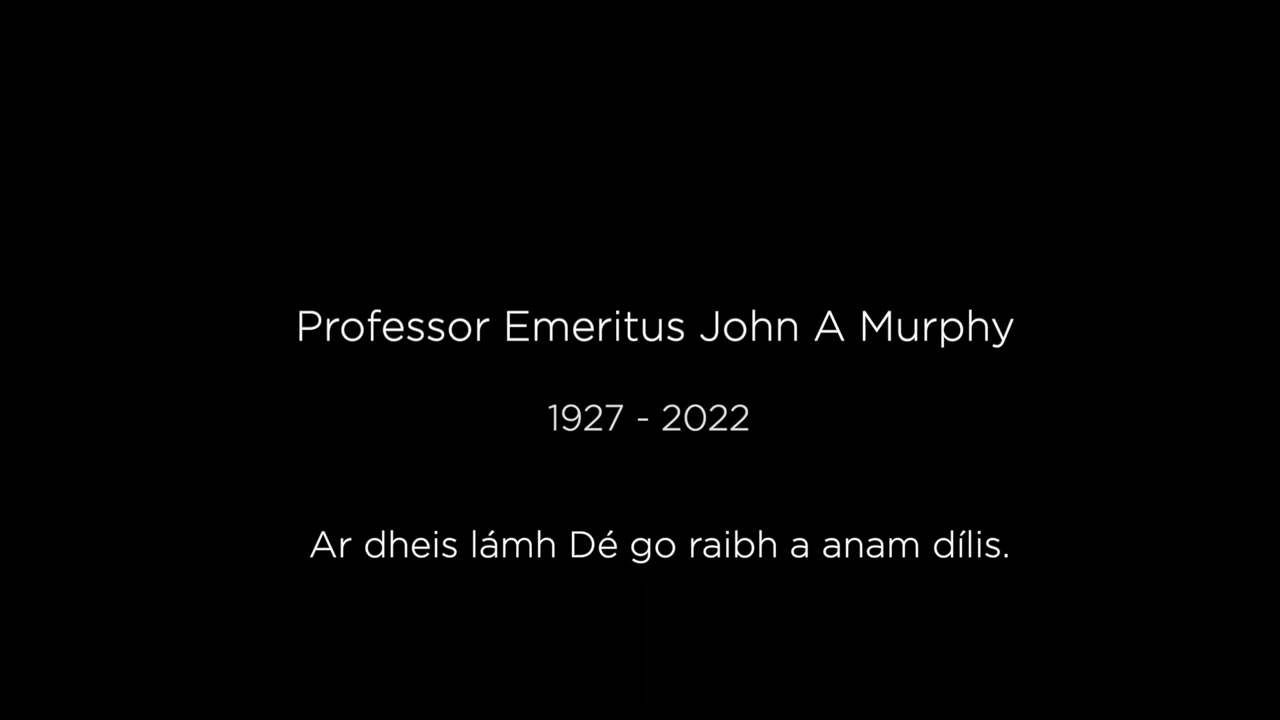 Professor Emeritus John A Murphy
1927 - 2022
Ar dheis lámh Dé go raibh a anam dílis.